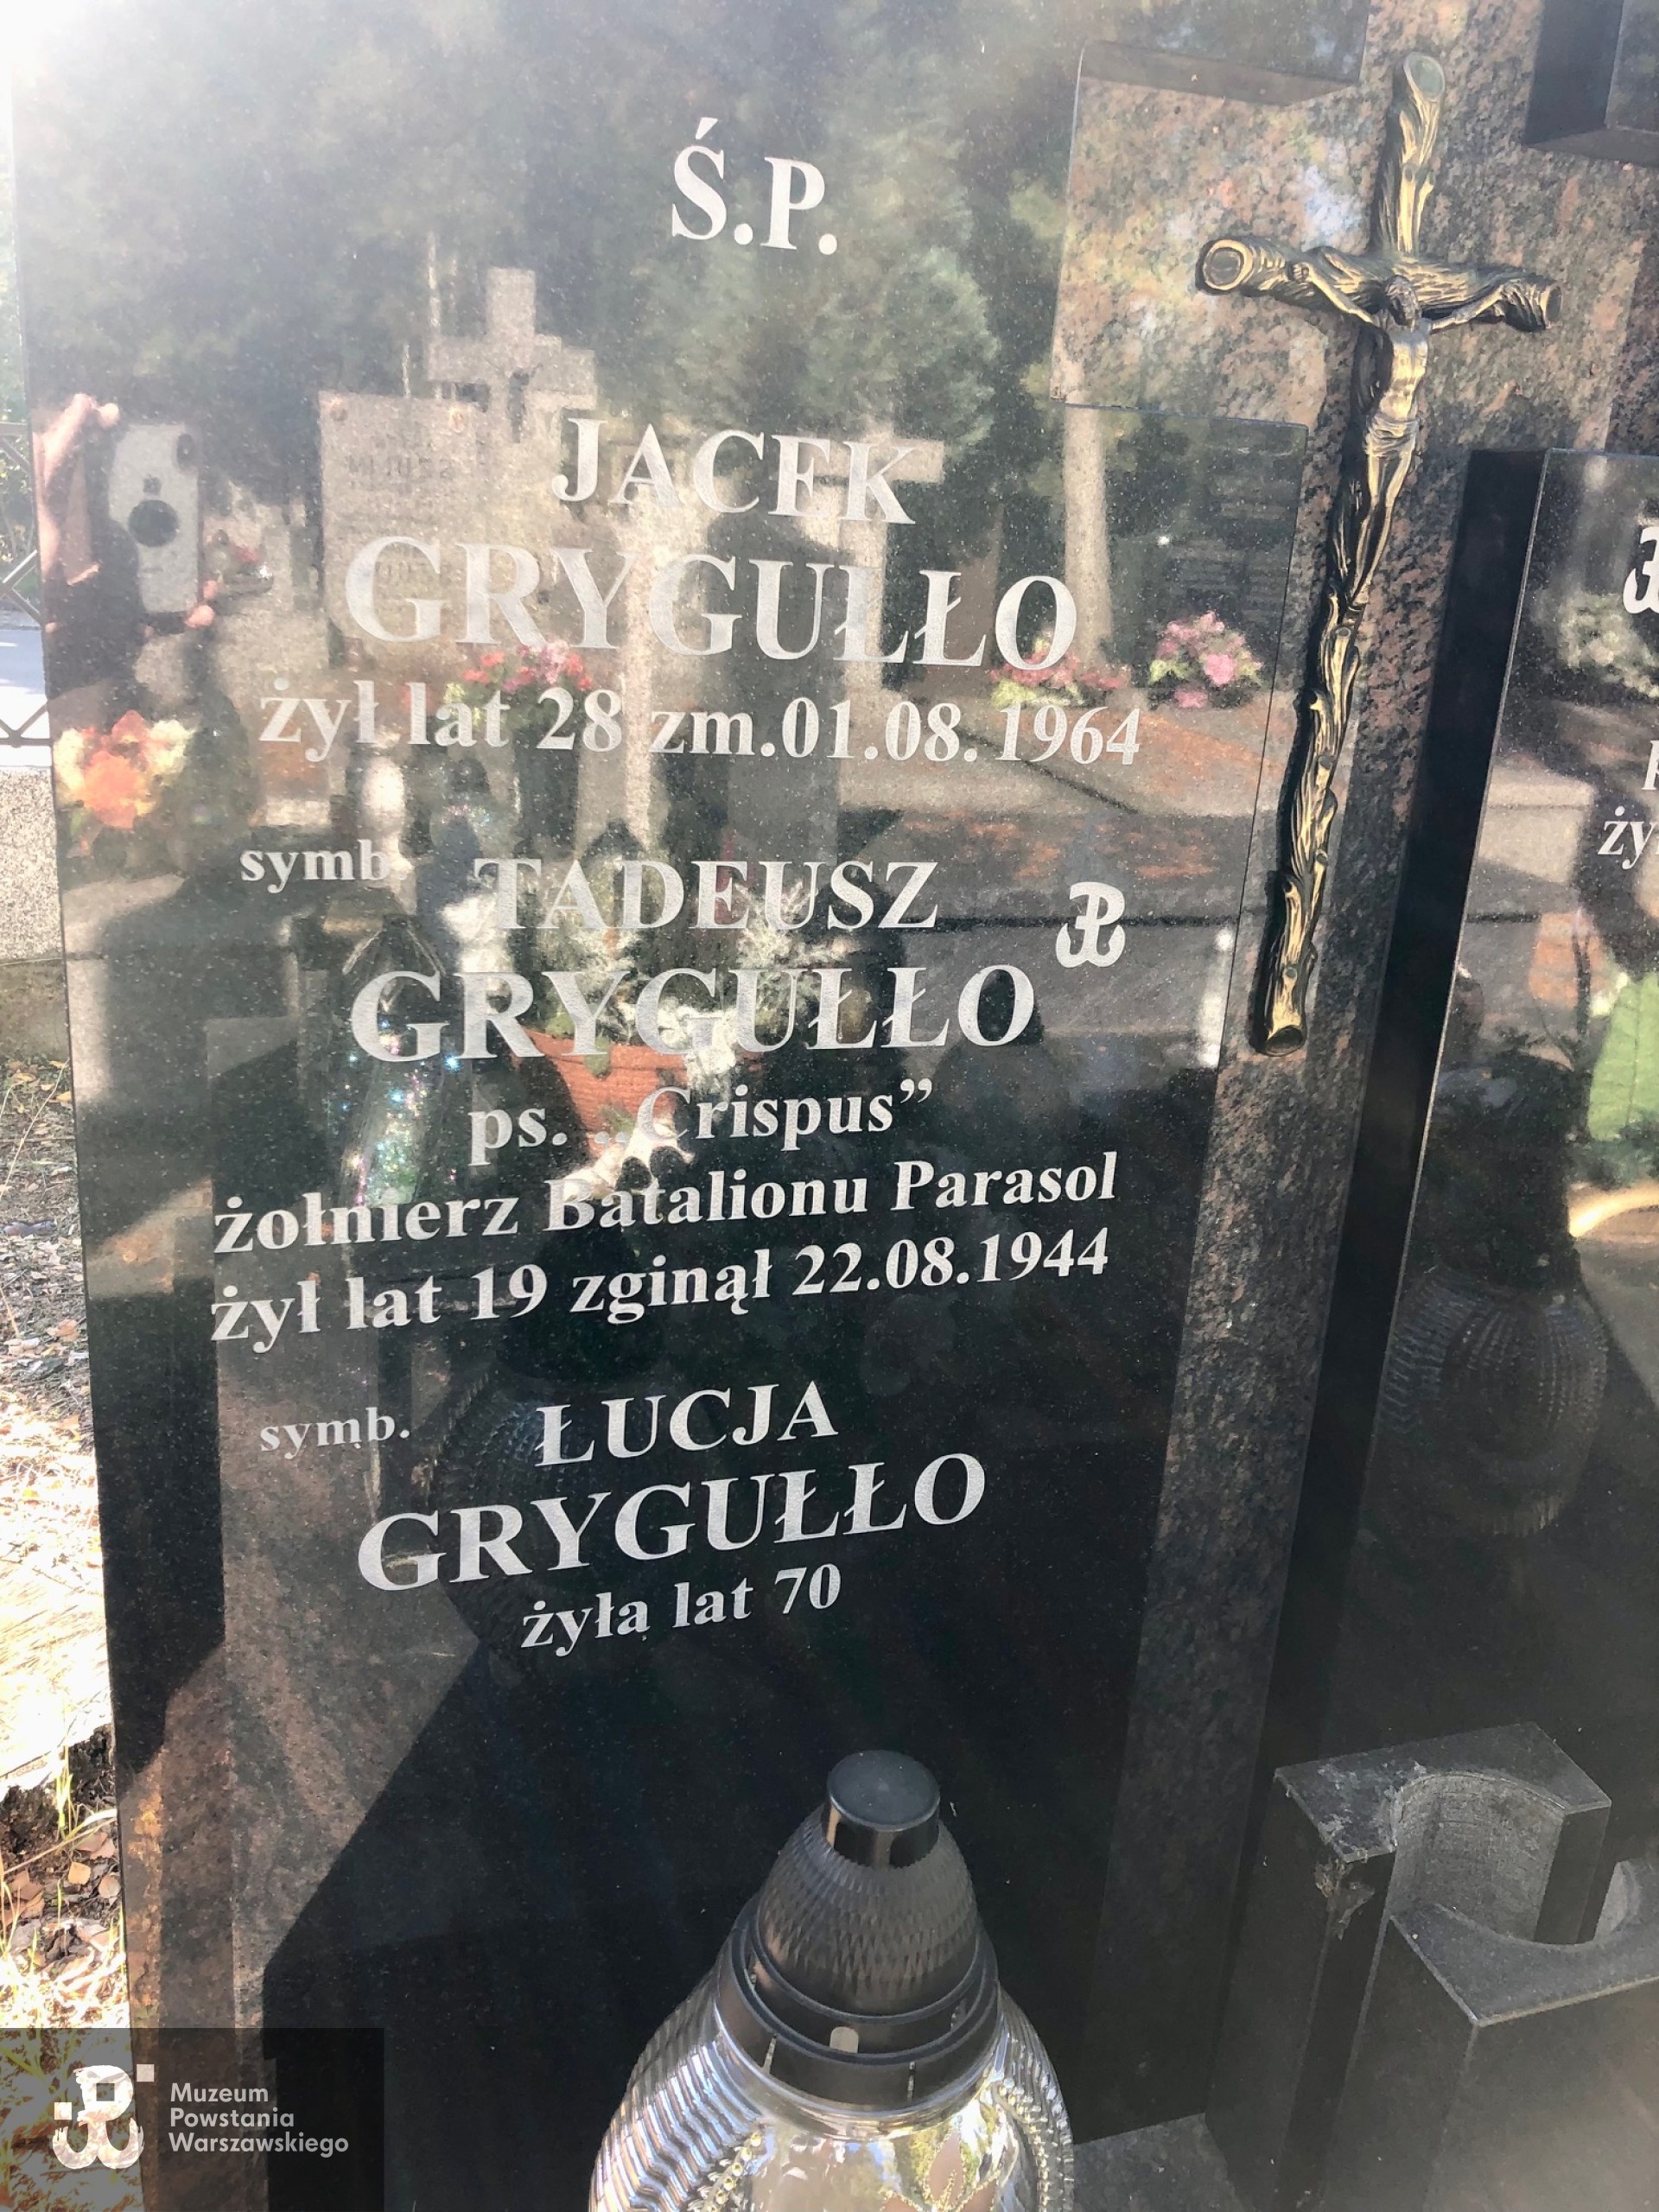 Ś.P.
JACEK
GRYGUŁŁO
żył lat 28 zm.01.08.1964
symb. TADEUSZ
GRYGUŁŁO
ps. „Crispus”
żołnierz Batalionu Parasol
żył lat 19 zginął 22.08.1944
symb. ŁUCJA
GRYGUŁŁO
żyła lat 70
Muzeum
Powstania
Warszawskiego